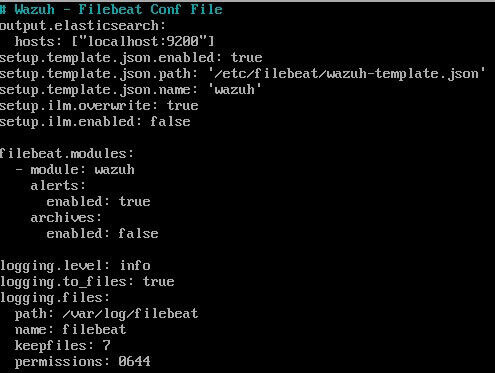 # Wazuh - Filebeat Conf File
output.elasticsearch:
  hosts: ["localhost:9200"]
setup.template.json.enabled: true
setup.template.json.path: '/etc/filebeat/wazuh-template.json'
setup.template.json.name: 'wazuh'
setup.ilm.overwrite: true
setup.ilm.enabled: false

filebeat.modules:
  - module: wazuh
    alerts:
      enabled: true
    archives:
      enabled: false

logging.level: info
logging.to_files: true
logging.files:
  path: /var/log/filebeat
  name: filebeat
  keepfiles: 7
  permissions: 0644